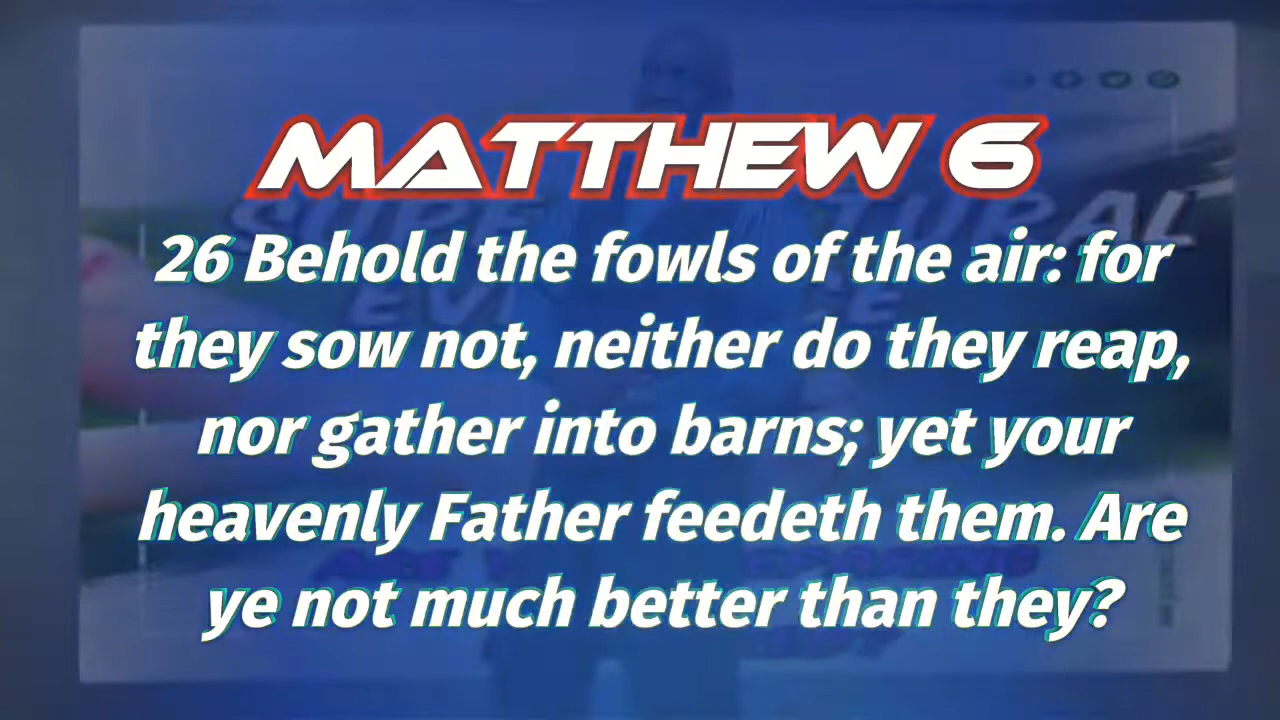 MATTHEW 6
26 Behold the fowls of the air: for
they sow not, neither do they reap,
nor gather into barns; yet your
heavenly Father feedeth them. Are
ye not much better than they?